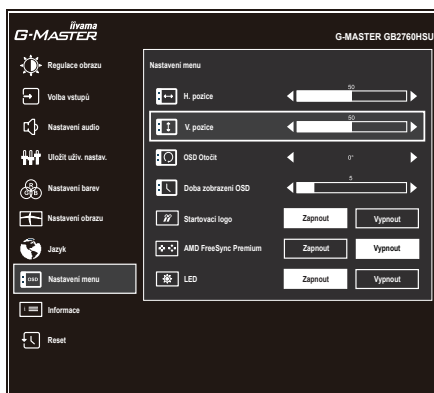 iiyama
G-MASTER
G-MASTER GB2760HSU
Regulace obrazu
Volba vstupů
Nastavení audio
Uložit uživ. nastav.
Nastavení barev
Nastavení obrazu
Jazyk
OSD
Nastavení menu
Informace
Reset
Nastavení menu
H. pozice
50
V. pozice
50
OSD Otočit
0°
Doba zobrazení OSD
5
Startovací logo
Zapnout
Vypnout
AMD FreeSync Premium
Zapnout
Vypnout
LED
Zapnout
Vypnout